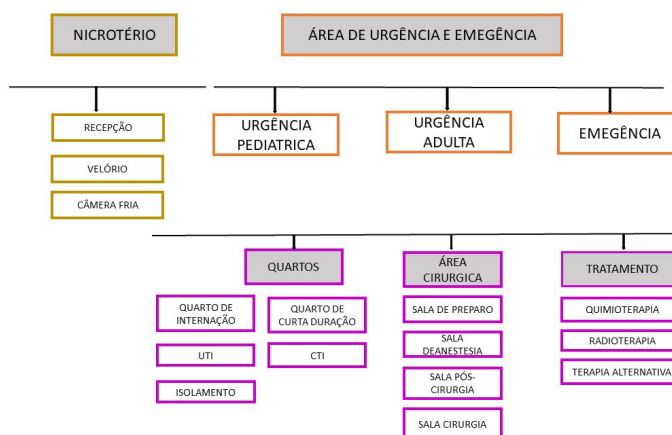 NICROTÉRIO
ÁREA DE URGÊNCIA E EMEGÊNCIA
RECEPÇÃO
VELÓRIO
CÂMERA FRIA
URGÊNCIA
PEDIATRICA
URGÊNCIA
ADULTA
EMEGÊNCIA
QUARTOS
QUARTO DE
INTERNAÇÃO
QUARTO DE
CURTA DURAÇÃO
UTI
CTI
ISOLAMENTO
ÁREA
CIRURGICA
SALA DE PREPARO
SALA
DEANESTESIA
SALA PÓS-
CIRURGIA
SALA CIRURGIA
TRATAMENTO
QUIMIOTERAPIA
RADIOTERAPIA
TERAPIA ALTERNATIVA